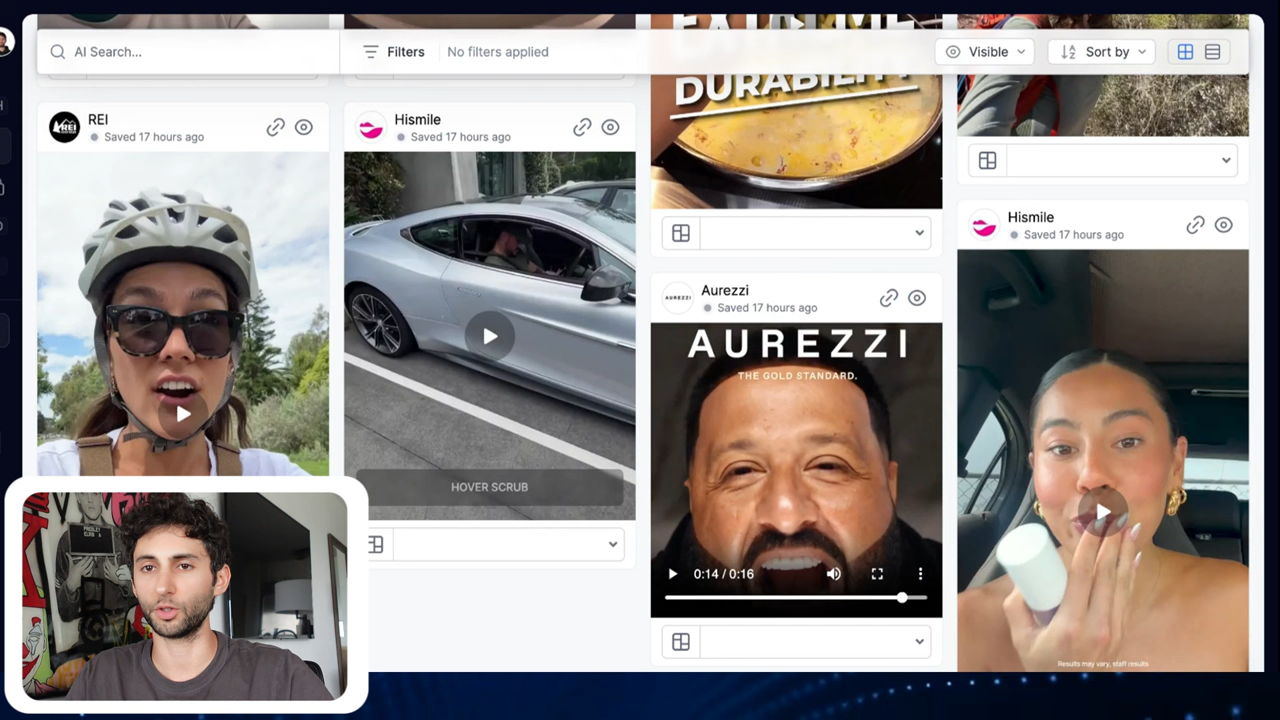 AI Search...
Filters
No filters applied
Visible
Sort by
REI
REI
Saved 17 hours ago
Hismile
Saved 17 hours ago
HOVER SCRUB
DURABILITY
AUREZZI
Aurezzi
Saved 17 hours ago
AUREZZI
THE GOLD STANDARD.
0:14 / 0:16
Hismile
Saved 17 hours ago
Results may vary, staff results